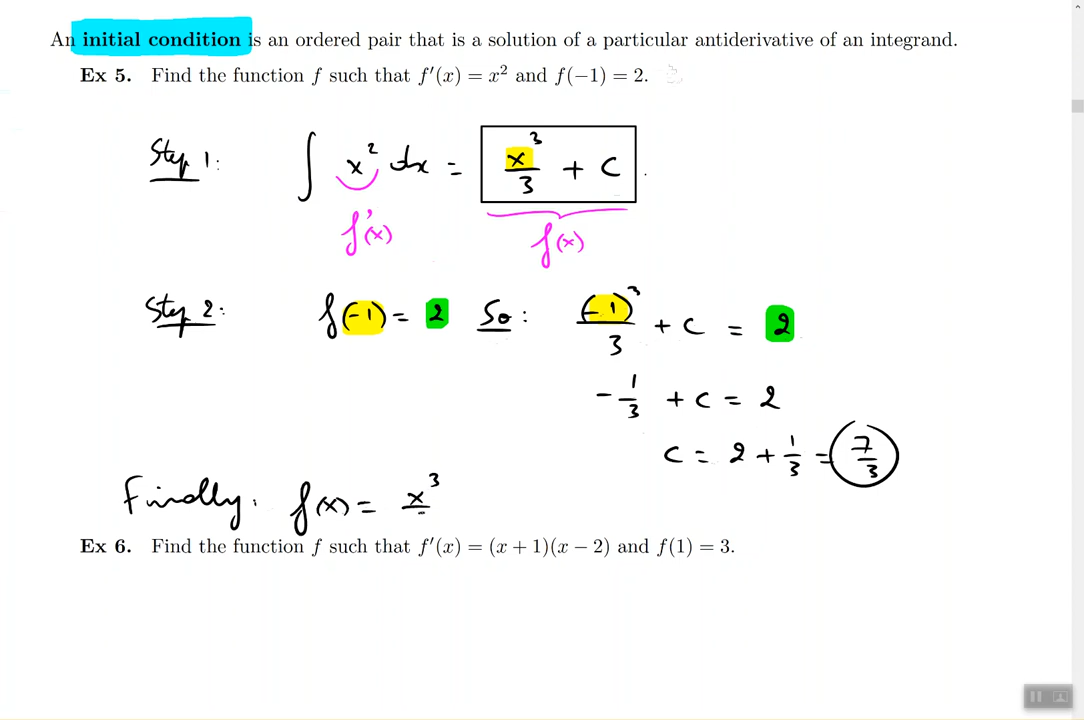 An initial condition is an ordered pair that is a solution of a particular antiderivative of an integrand.
Ex 5. Find the function f such that f′(x) = x² and f(−1) = 2.
Step 1: ∫ x² dx = x³/3 + C
f'(x) f(x)
Step 2: f(-1) = 2 So: (-1)³/3 + C = 2
-1/3 + C = 2
C = 2 + 1/3 = 7/3
Finally: f(x) = x³
Ex 6. Find the function f such that f′(x) = (x + 1)(x − 2) and f(1) = 3.